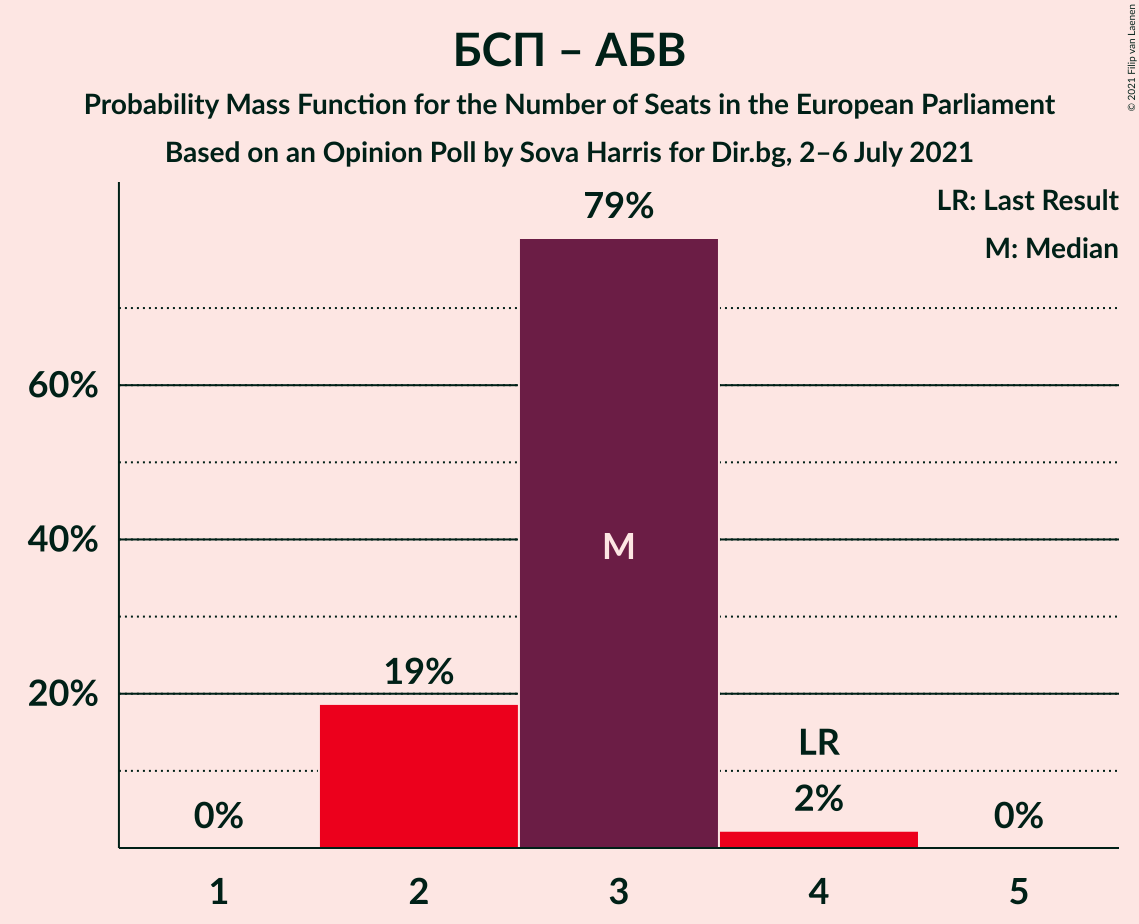 БСП – АБВ
Probability Mass Function for the Number of Seats in the European Parliament
Based on an Opinion Poll by Sova Harris for Dir.bg, 2–6 July 2021
© 2021 Filip van Laenen
LR: Last Result
M: Median
79%
60%
40%
20%
M
19%
LR
0%
2%
0%
1
2
3
4
5